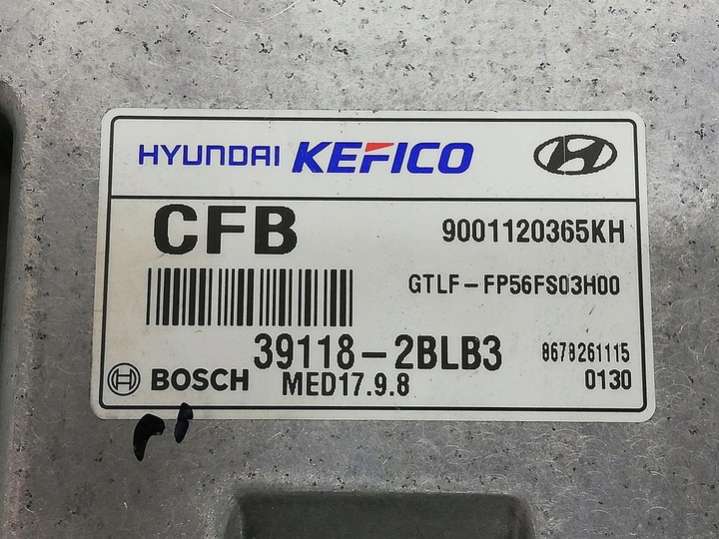 HYUNDAI KEFICO
CFB 9001120365KH
GTLF-FP56FS03H00
39118-2BLB3 8678261115
BOSCH MED17.9.8 0130